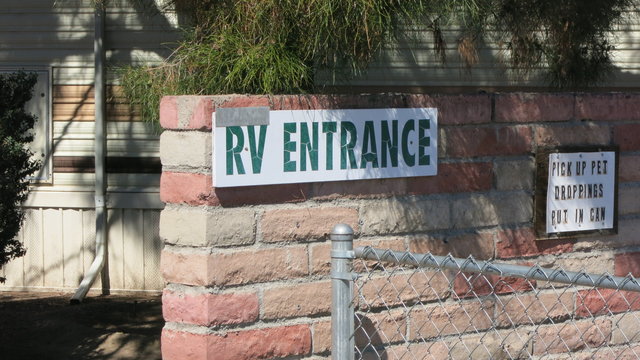 RV ENTRANCE
PICK UP PET
DROPPINGS
PUT IN CAN